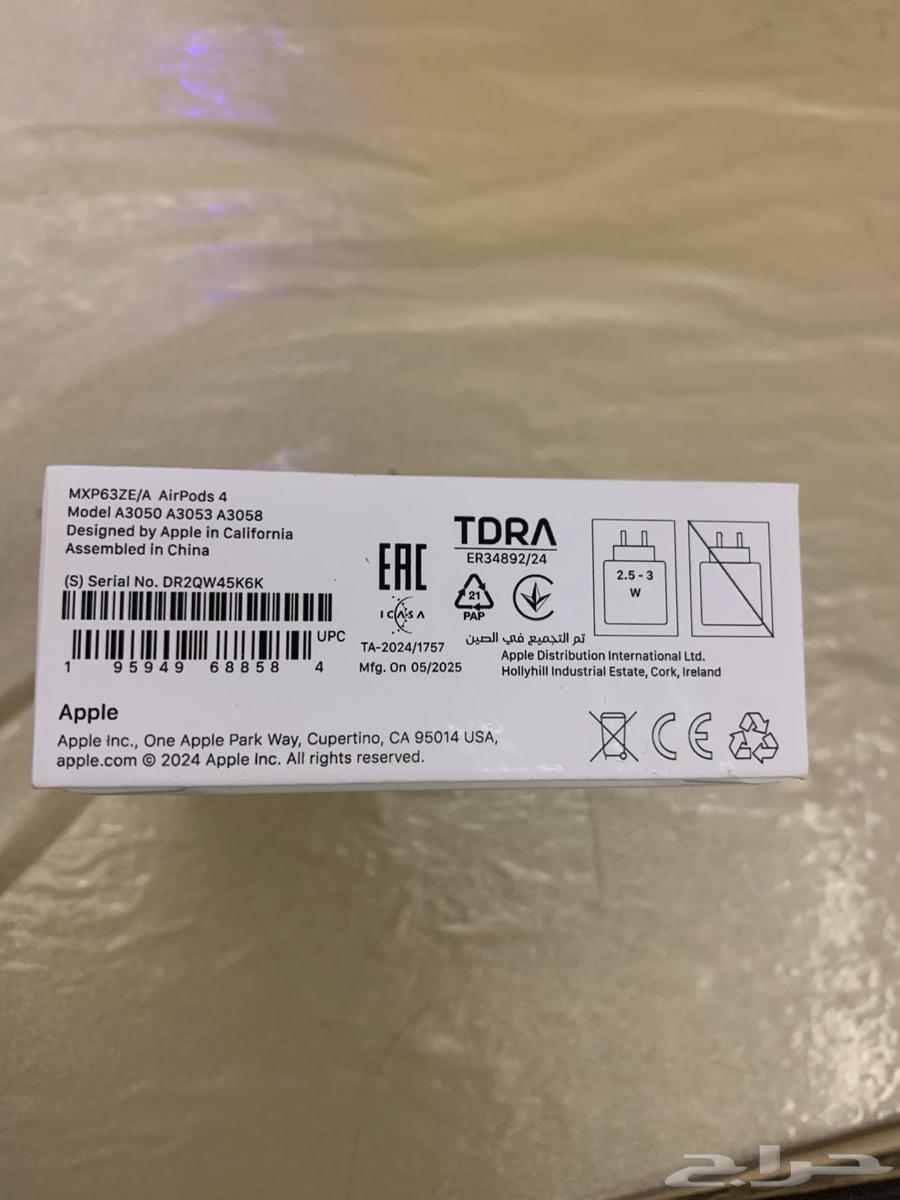 MXP63ZE/A AirPods 4
Model A3050 A3053 A3058
Designed by Apple in California
Assembled in China
(S) Serial No. DR2QW45K6K
UPC
1 95949 68858 4
EAC
ICASA
TA-2024/1757
Mfg. On 05/2025
TDRA
ER34892/24
21
PAP
2.5 - 3
W
تم التجميع في الصين
Apple Distribution International Ltd.
Hollyhill Industrial Estate, Cork, Ireland
Apple
Apple Inc., One Apple Park Way, Cupertino, CA 95014 USA,
apple.com © 2024 Apple Inc. All rights reserved.
CE
حراج